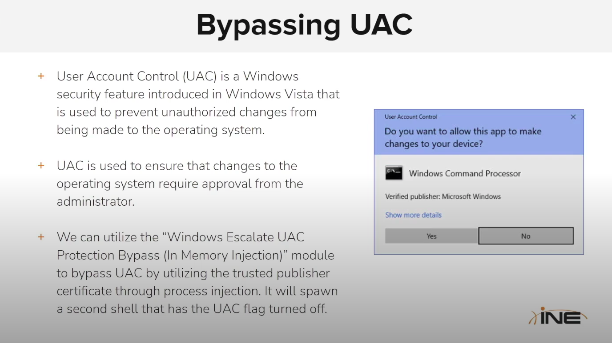 Bypassing UAC
+ User Account Control (UAC) is a Windows
security feature introduced in Windows Vista that
is used to prevent unauthorized changes from
being made to the operating system.
+ UAC is used to ensure that changes to the
operating system require approval from the
administrator.
+ We can utilize the “Windows Escalate UAC
Protection Bypass (In Memory Injection)” module
to bypass UAC by utilizing the trusted publisher
certificate through process injection. It will spawn
a second shell that has the UAC flag turned off.
User Account Control
Do you want to allow this app to make
changes to your device?
Windows Command Processor
Verified publisher: Microsoft Windows
Show more details
Yes No
INE